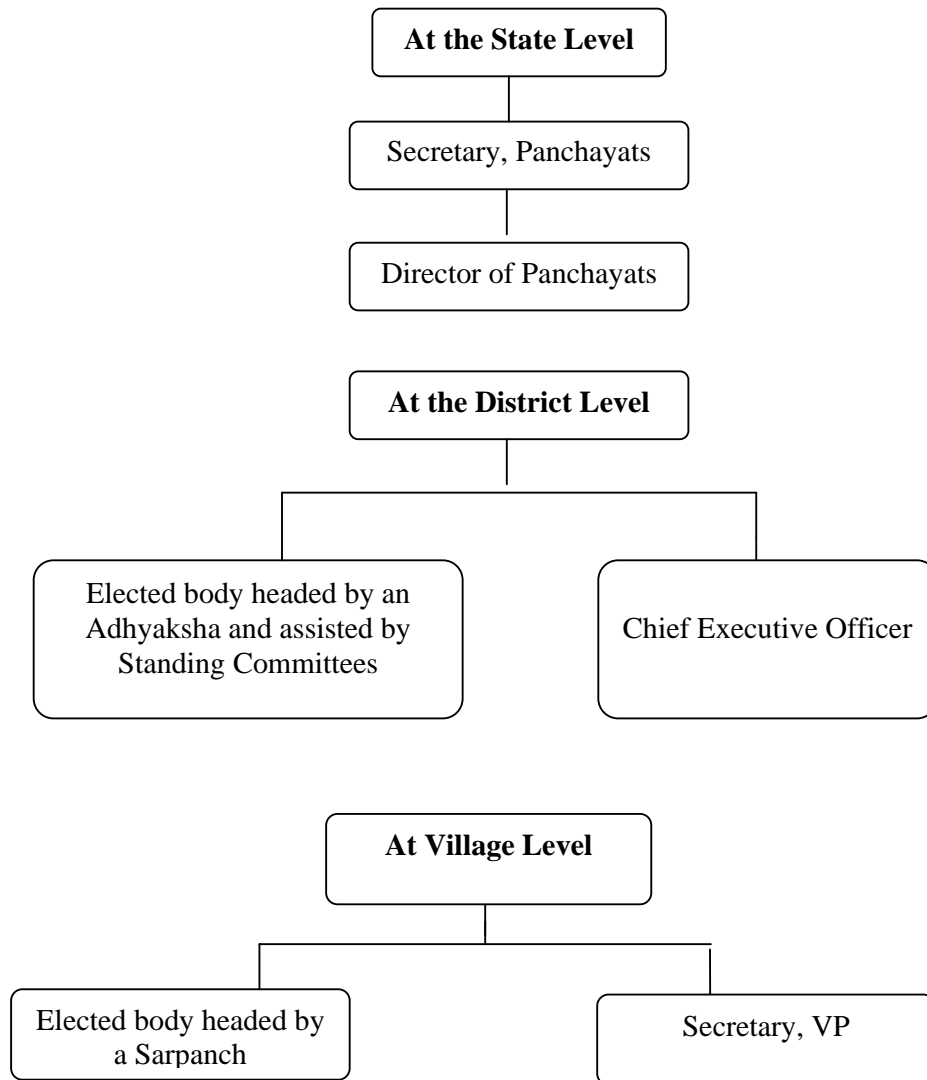 At the State Level
Secretary, Panchayats
Director of Panchayats
At the District Level
Elected body headed by an
Adhyaksha and assisted by
Standing Committees
Chief Executive Officer
At Village Level
Elected body headed by
a Sarpanch
Secretary, VP